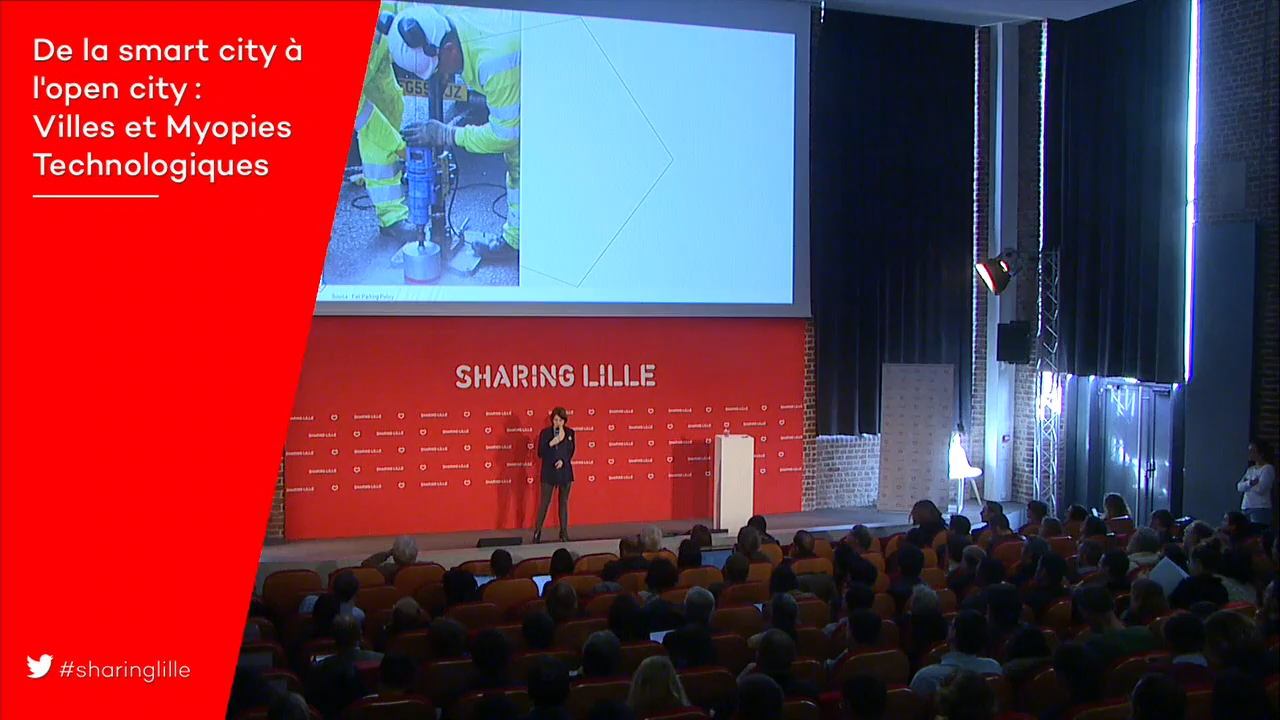 De la smart city à
l'open city :
Villes et Myopies
Technologiques
SHARING LILLE
#sharinglille